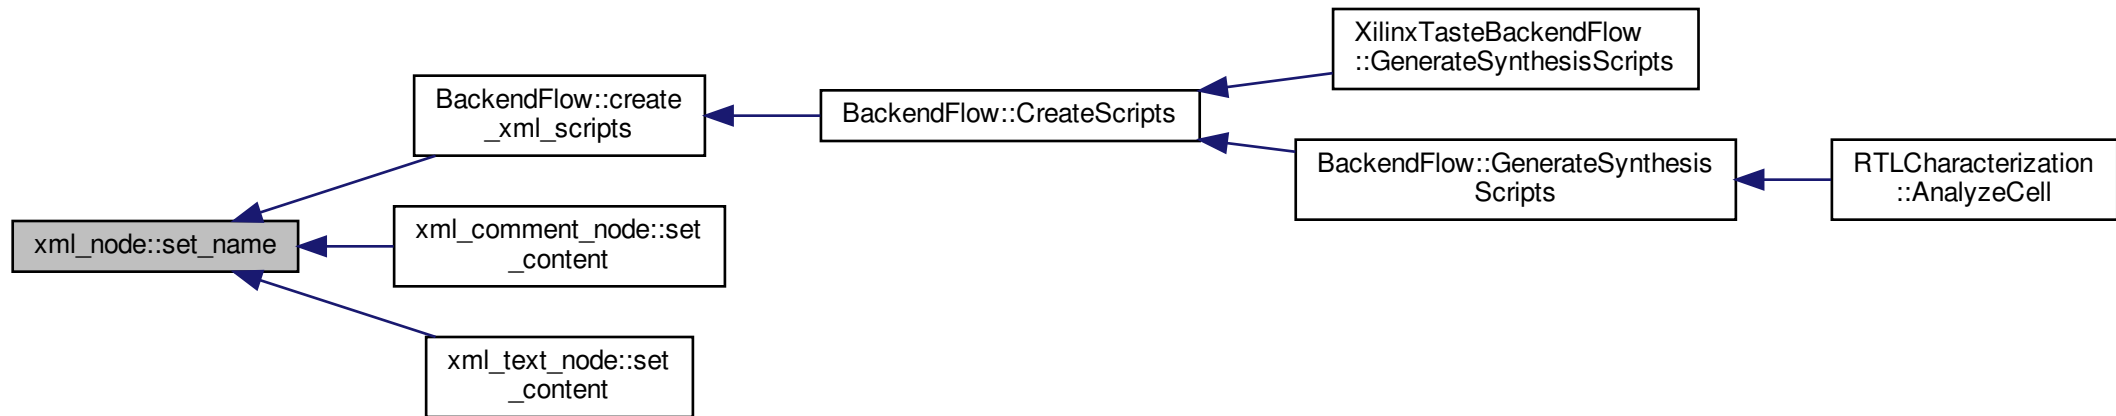 xml_node::set_name
BackendFlow::create
_xml_scripts
xml_comment_node::set
_content
xml_text_node::set
_content
BackendFlow::CreateScripts
XilinxTasteBackendFlow
::GenerateSynthesisScripts
BackendFlow::GenerateSynthesis
Scripts
RTLCharacterization
::AnalyzeCell